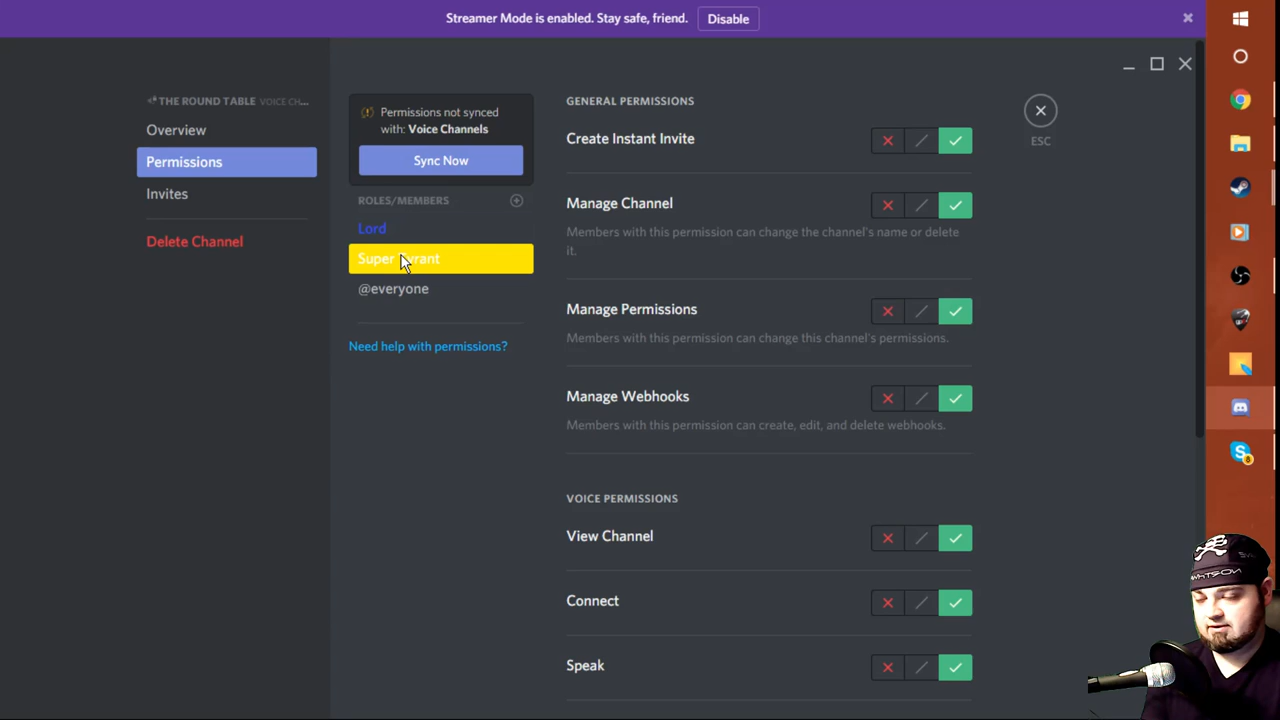 Streamer Mode is enabled. Stay safe, friend. Disable
THE ROUND TABLE VOICE CH...
Overview
Permissions
Invites
Delete Channel
Permissions not synced
with: Voice Channels
Sync Now
ROLES/MEMBERS
Lord
Super
@everyone
Need help with permissions?
GENERAL PERMISSIONS
Create Instant Invite
Manage Channel
Members with this permission can change the channel's name or delete
it.
Manage Permissions
Members with this permission can change this channel's permissions.
Manage Webhooks
Members with this permission can create, edit, and delete webhooks.
VOICE PERMISSIONS
View Channel
Connect
Speak
ESC